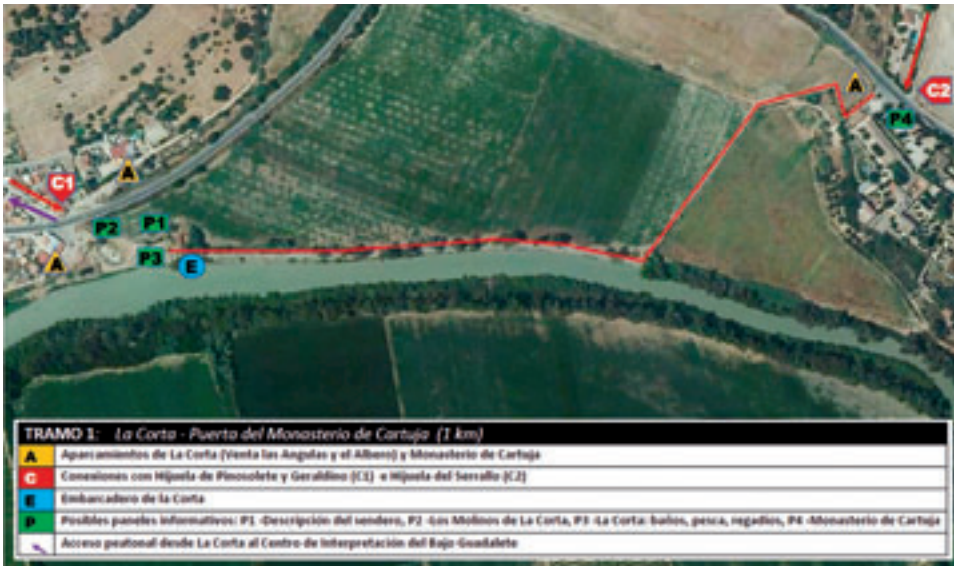 A
C2
P4
C1
A
P2
P1
P3
A
E
TRAMO 1: La Corta - Puerta del Monasterio de Cartuja (1 km)
A Aparcamientos de La Corta (Venta las Angulas y el Albero) y Monasterio de Cartuja
C Conexiones con Hijuela de Pinosolete y Geraldino (C1) e Hijuela del Serrallo (C2)
E Embarcadero de la Corta
P Posibles paneles informativos: P1 -Descripción del sendero, P2 -Los Molinos de La Corta, P3 -La Corta: baños, pesca, regadíos, P4 -Monasterio de Cartuja
Acceso peatonal desde La Corta al Centro de Interpretación del Bajo Guadalete